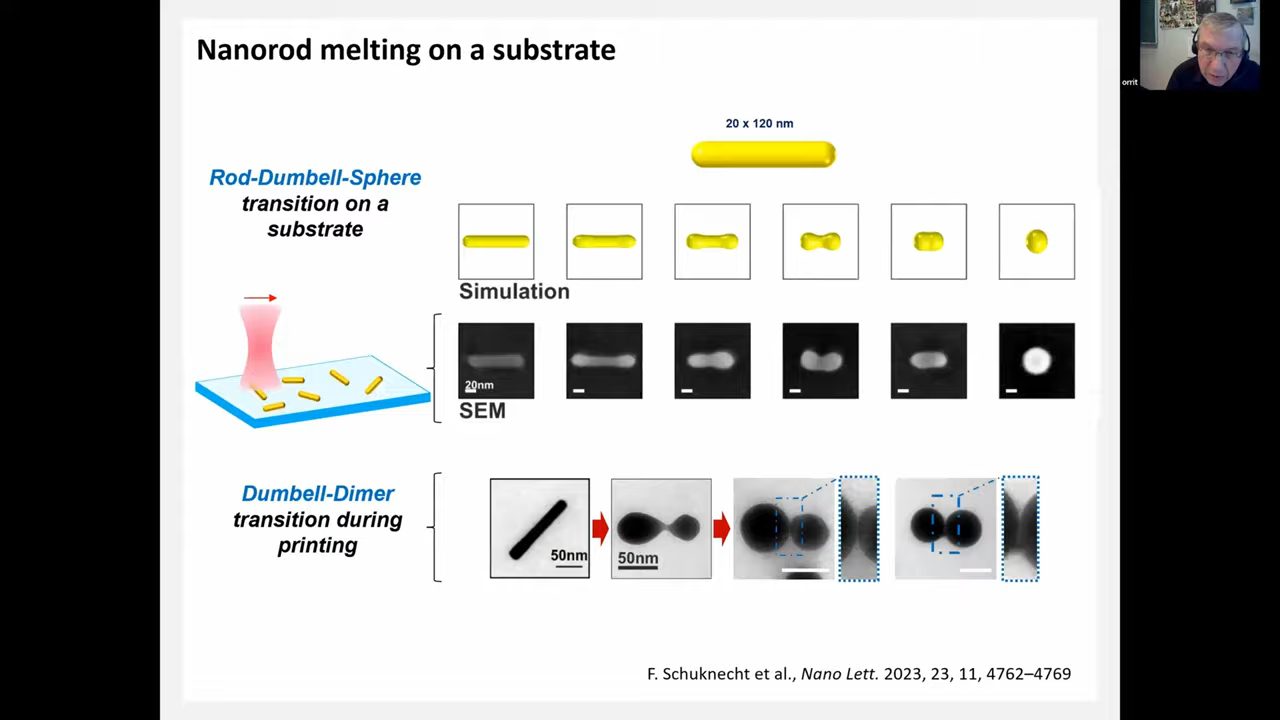 Nanorod melting on a substrate
orrit
20 x 120 nm
Rod-Dumbell-Sphere
transition on a
substrate
Simulation
20nm
SEM
Dumbell-Dimer
transition during
printing
50nm
50nm
F. Schuknecht et al., Nano Lett. 2023, 23, 11, 4762–4769